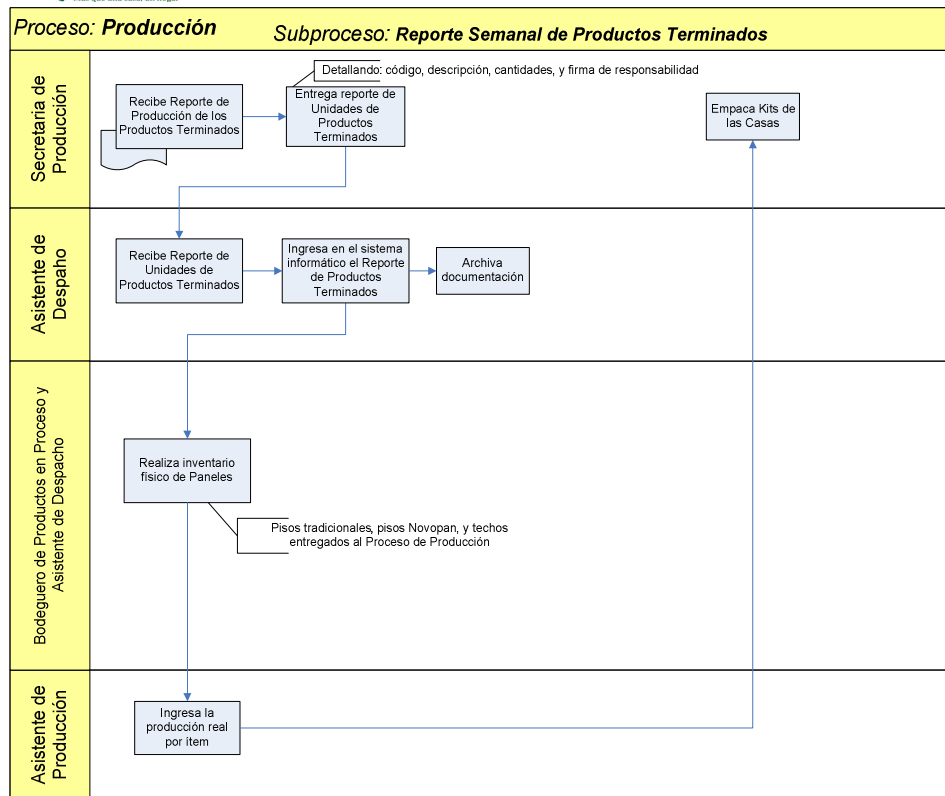 Proceso: Producción
Subproceso: Reporte Semanal de Productos Terminados
Secretaria de
Producción
Detallando: código, descripción, cantidades, y firma de responsabilidad
Recibe Reporte de
Producción de los
Productos Terminados
Entrega reporte de
Unidades de
Productos
Terminados
Empaca Kits de
las Casas
Asistente de
Despaho
Recibe Reporte de
Unidades de
Productos Terminados
Ingresa en el sistema
informático el Reporte
de Productos
Terminados
Archiva
documentación
Bodeguero de Productos en Proceso y
Asistente de Despacho
Realiza inventario
físico de Paneles
Pisos tradicionales, pisos Novopan, y techos
entregados al Proceso de Producción
Asistente de
Producción
Ingresa la
producción real
por ítem